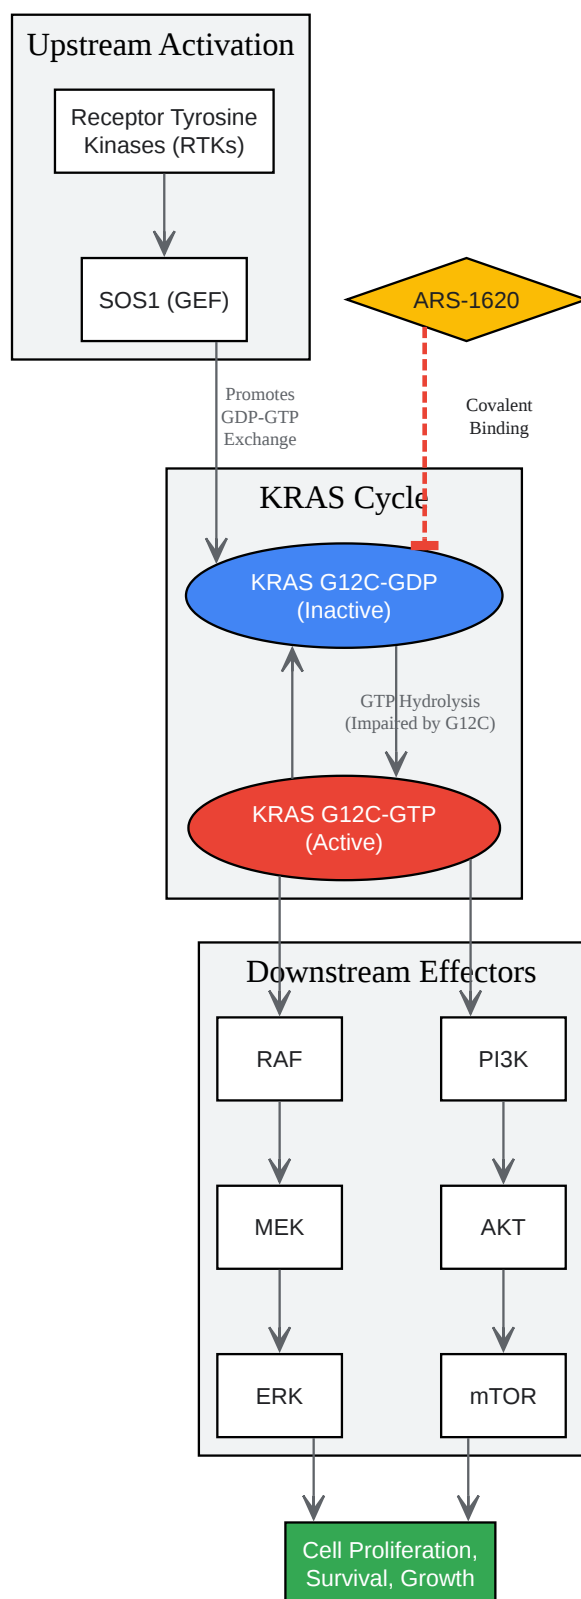 Upstream Activation
Receptor Tyrosine
Kinases (RTKs)
SOS1 (GEF)
ARS-1620
Promotes
GDP-GTP
Exchange
Covalent
Binding
KRAS Cycle
KRAS G12C-GDP
(Inactive)
GTP Hydrolysis
(Impaired by G12C)
KRAS G12C-GTP
(Active)
Downstream Effectors
RAF
PI3K
MEK
AKT
ERK
mTOR
Cell Proliferation,
Survival, Growth